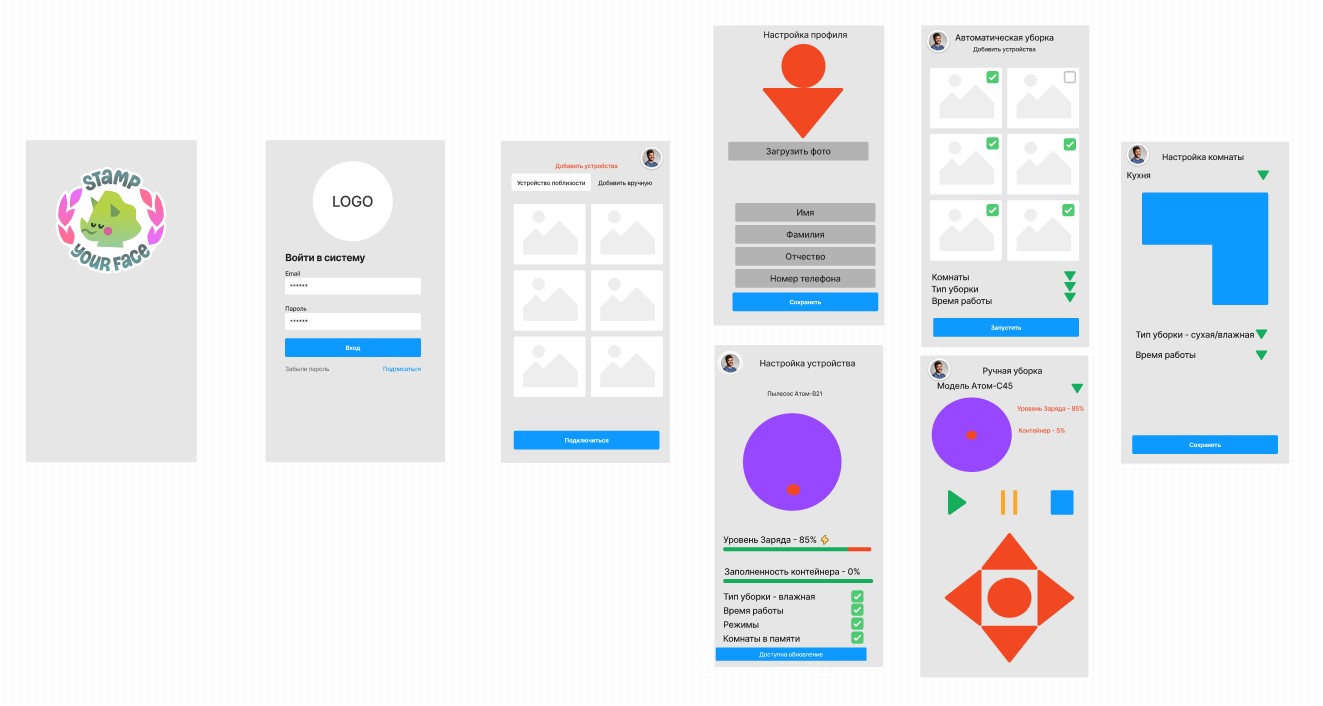 STAMP
YOUR FACE
LOGO
Войти в систему
Email
******
Пароль
******
Вход
Забыли пароль
Подписаться
Добавить устройства
Устройство поблизости
Добавить вручную
Подключиться
Настройка профиля
Загрузить фото
Имя
Фамилия
Отчество
Номер телефона
Сохранить
Настройка устройства
Пылесос Атом-B21
Уровень Заряда - 85%
Заполненность контейнера - 0%
Тип уборки - влажная
Время работы
Режимы
Комнаты в памяти
Доступна обновление
Автоматическая уборка
Добавить устройства
Комнаты
Тип уборки
Время работы
Запустить
Ручная уборка
Модель Атом-C45
Уровень Заряда - 85%
Контейнер - 5%
Настройка комнаты
Кухня
Тип уборки - сухая/влажная
Время работы
Сохранить